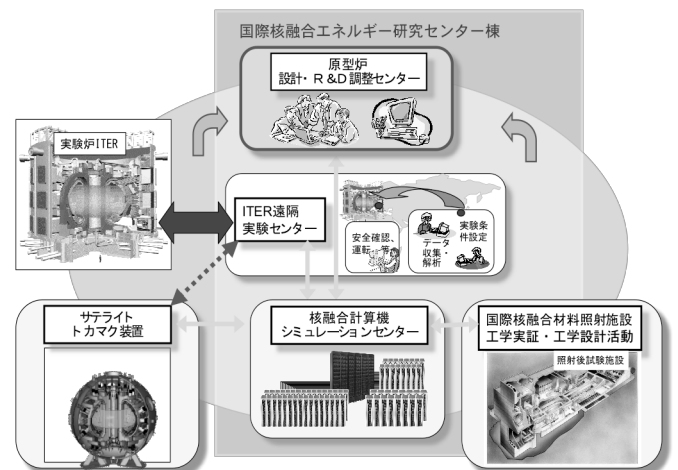 国際核融合エネルギー研究センター棟
原型炉
設計・R&D調整センター
実験炉ITER
ITER遠隔
実験センター
安全確認、
運転 等
データ
収集・
解析
実験条
件設定
サテライト
トカマク装置
核融合計算機
シミュレーションセンター
国際核融合材料照射施設
工学実証・工学設計活動
照射後試験施設